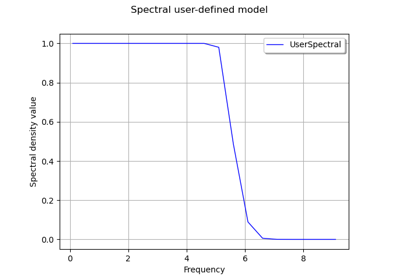 Spectral user-defined model
UserSpectral
1.0
0.8
0.6
0.4
0.2
0.0
Spectral density value
0 2 4 6 8
Frequency